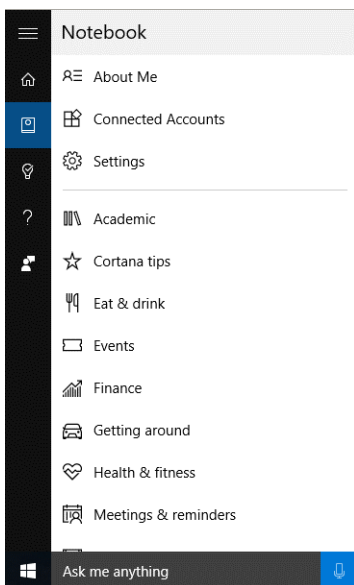 Notebook
About Me
Connected Accounts
Settings
Academic
Cortana tips
Eat & drink
Events
Finance
Getting around
Health & fitness
Meetings & reminders
Ask me anything